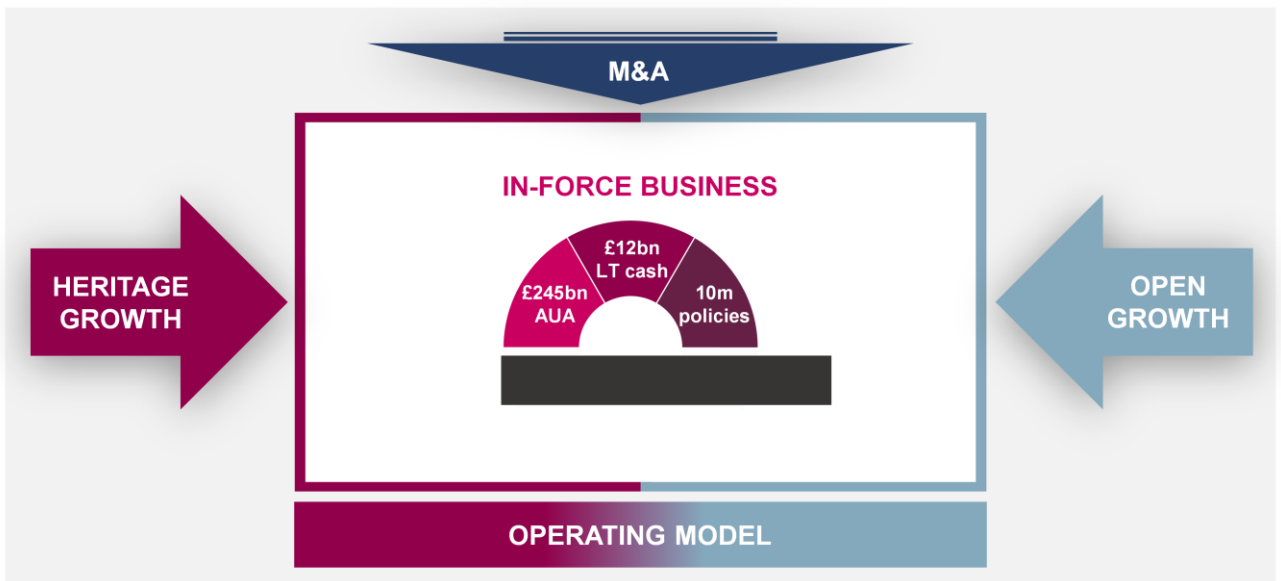 M&A
IN-FORCE BUSINESS
£12bn
LT cash
£245bn
AUA
10m
policies
HERITAGE
GROWTH
OPEN
GROWTH
OPERATING MODEL